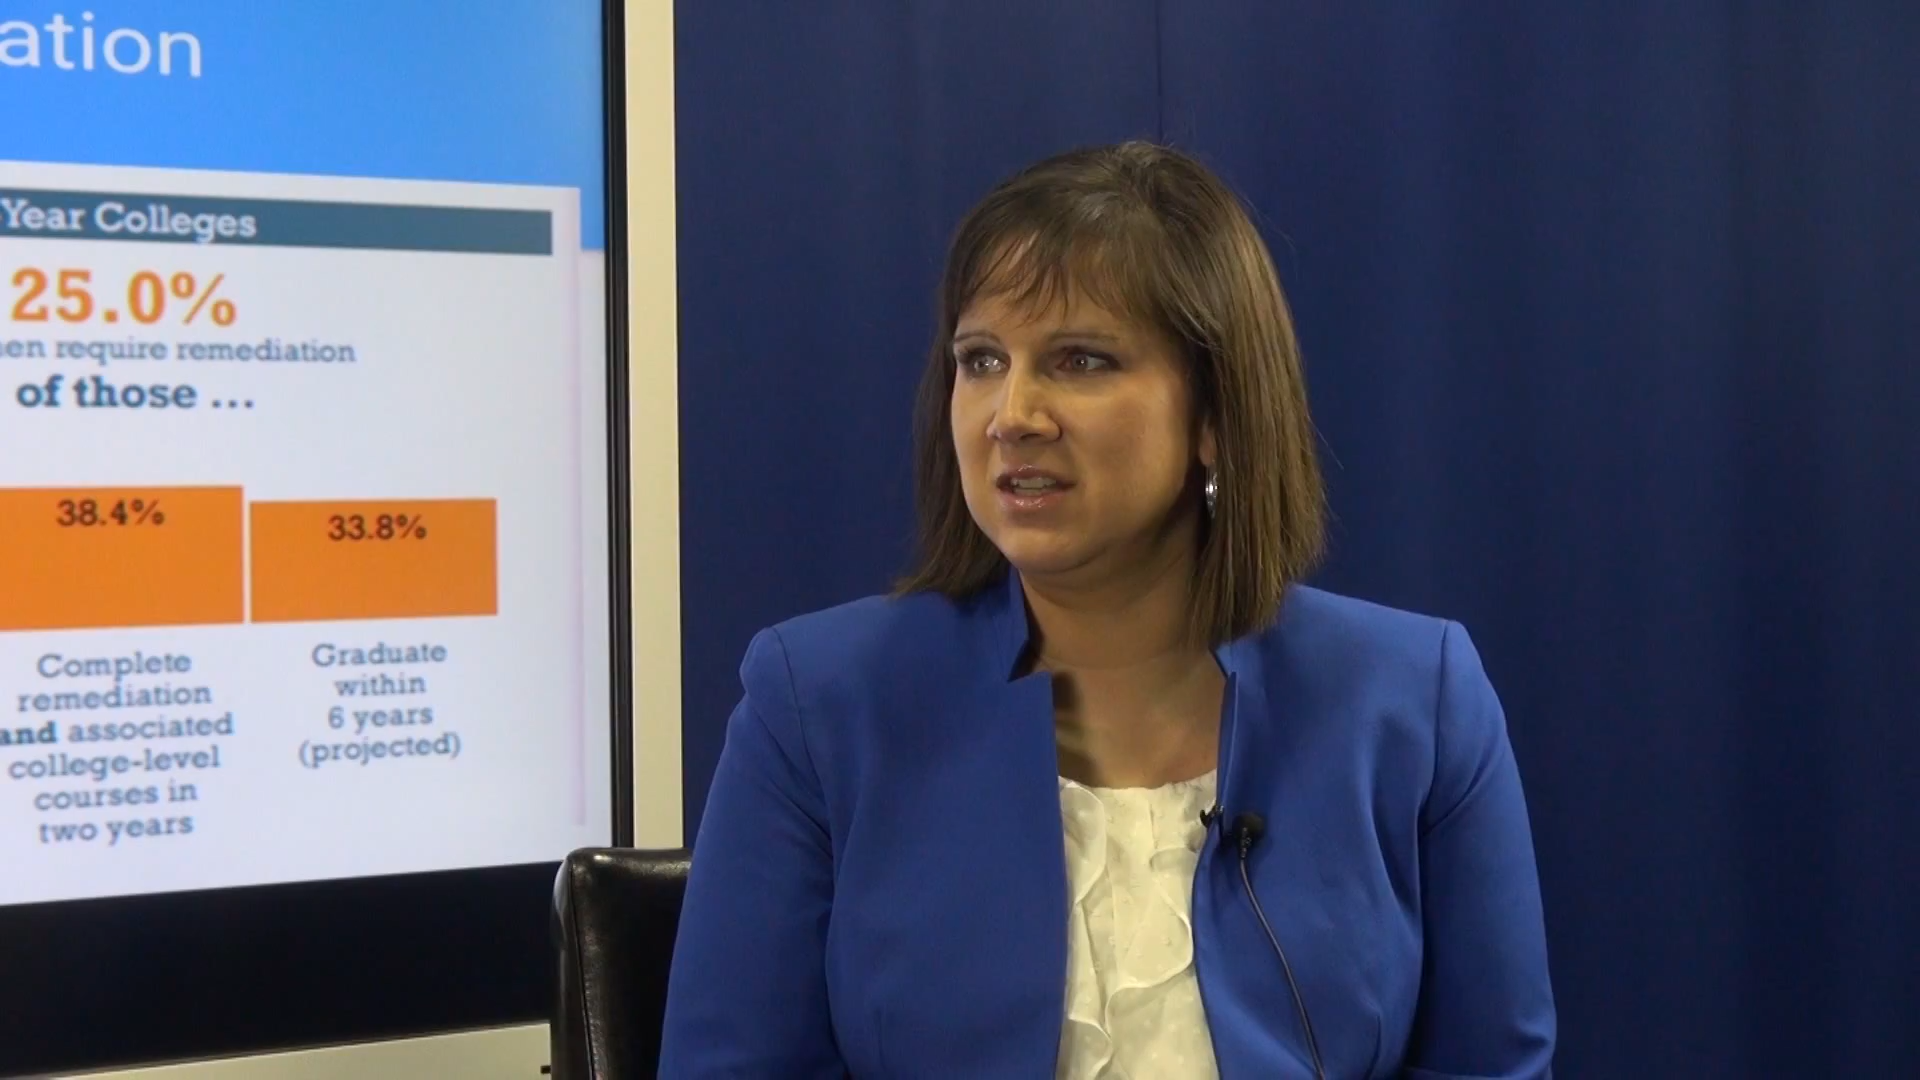 ation
-Year Colleges
25.0%
men require remediation
of those ...
38.4%
33.8%
Complete
remediation
and associated
college-level
courses in
two years
Graduate
within
6 years
(projected)